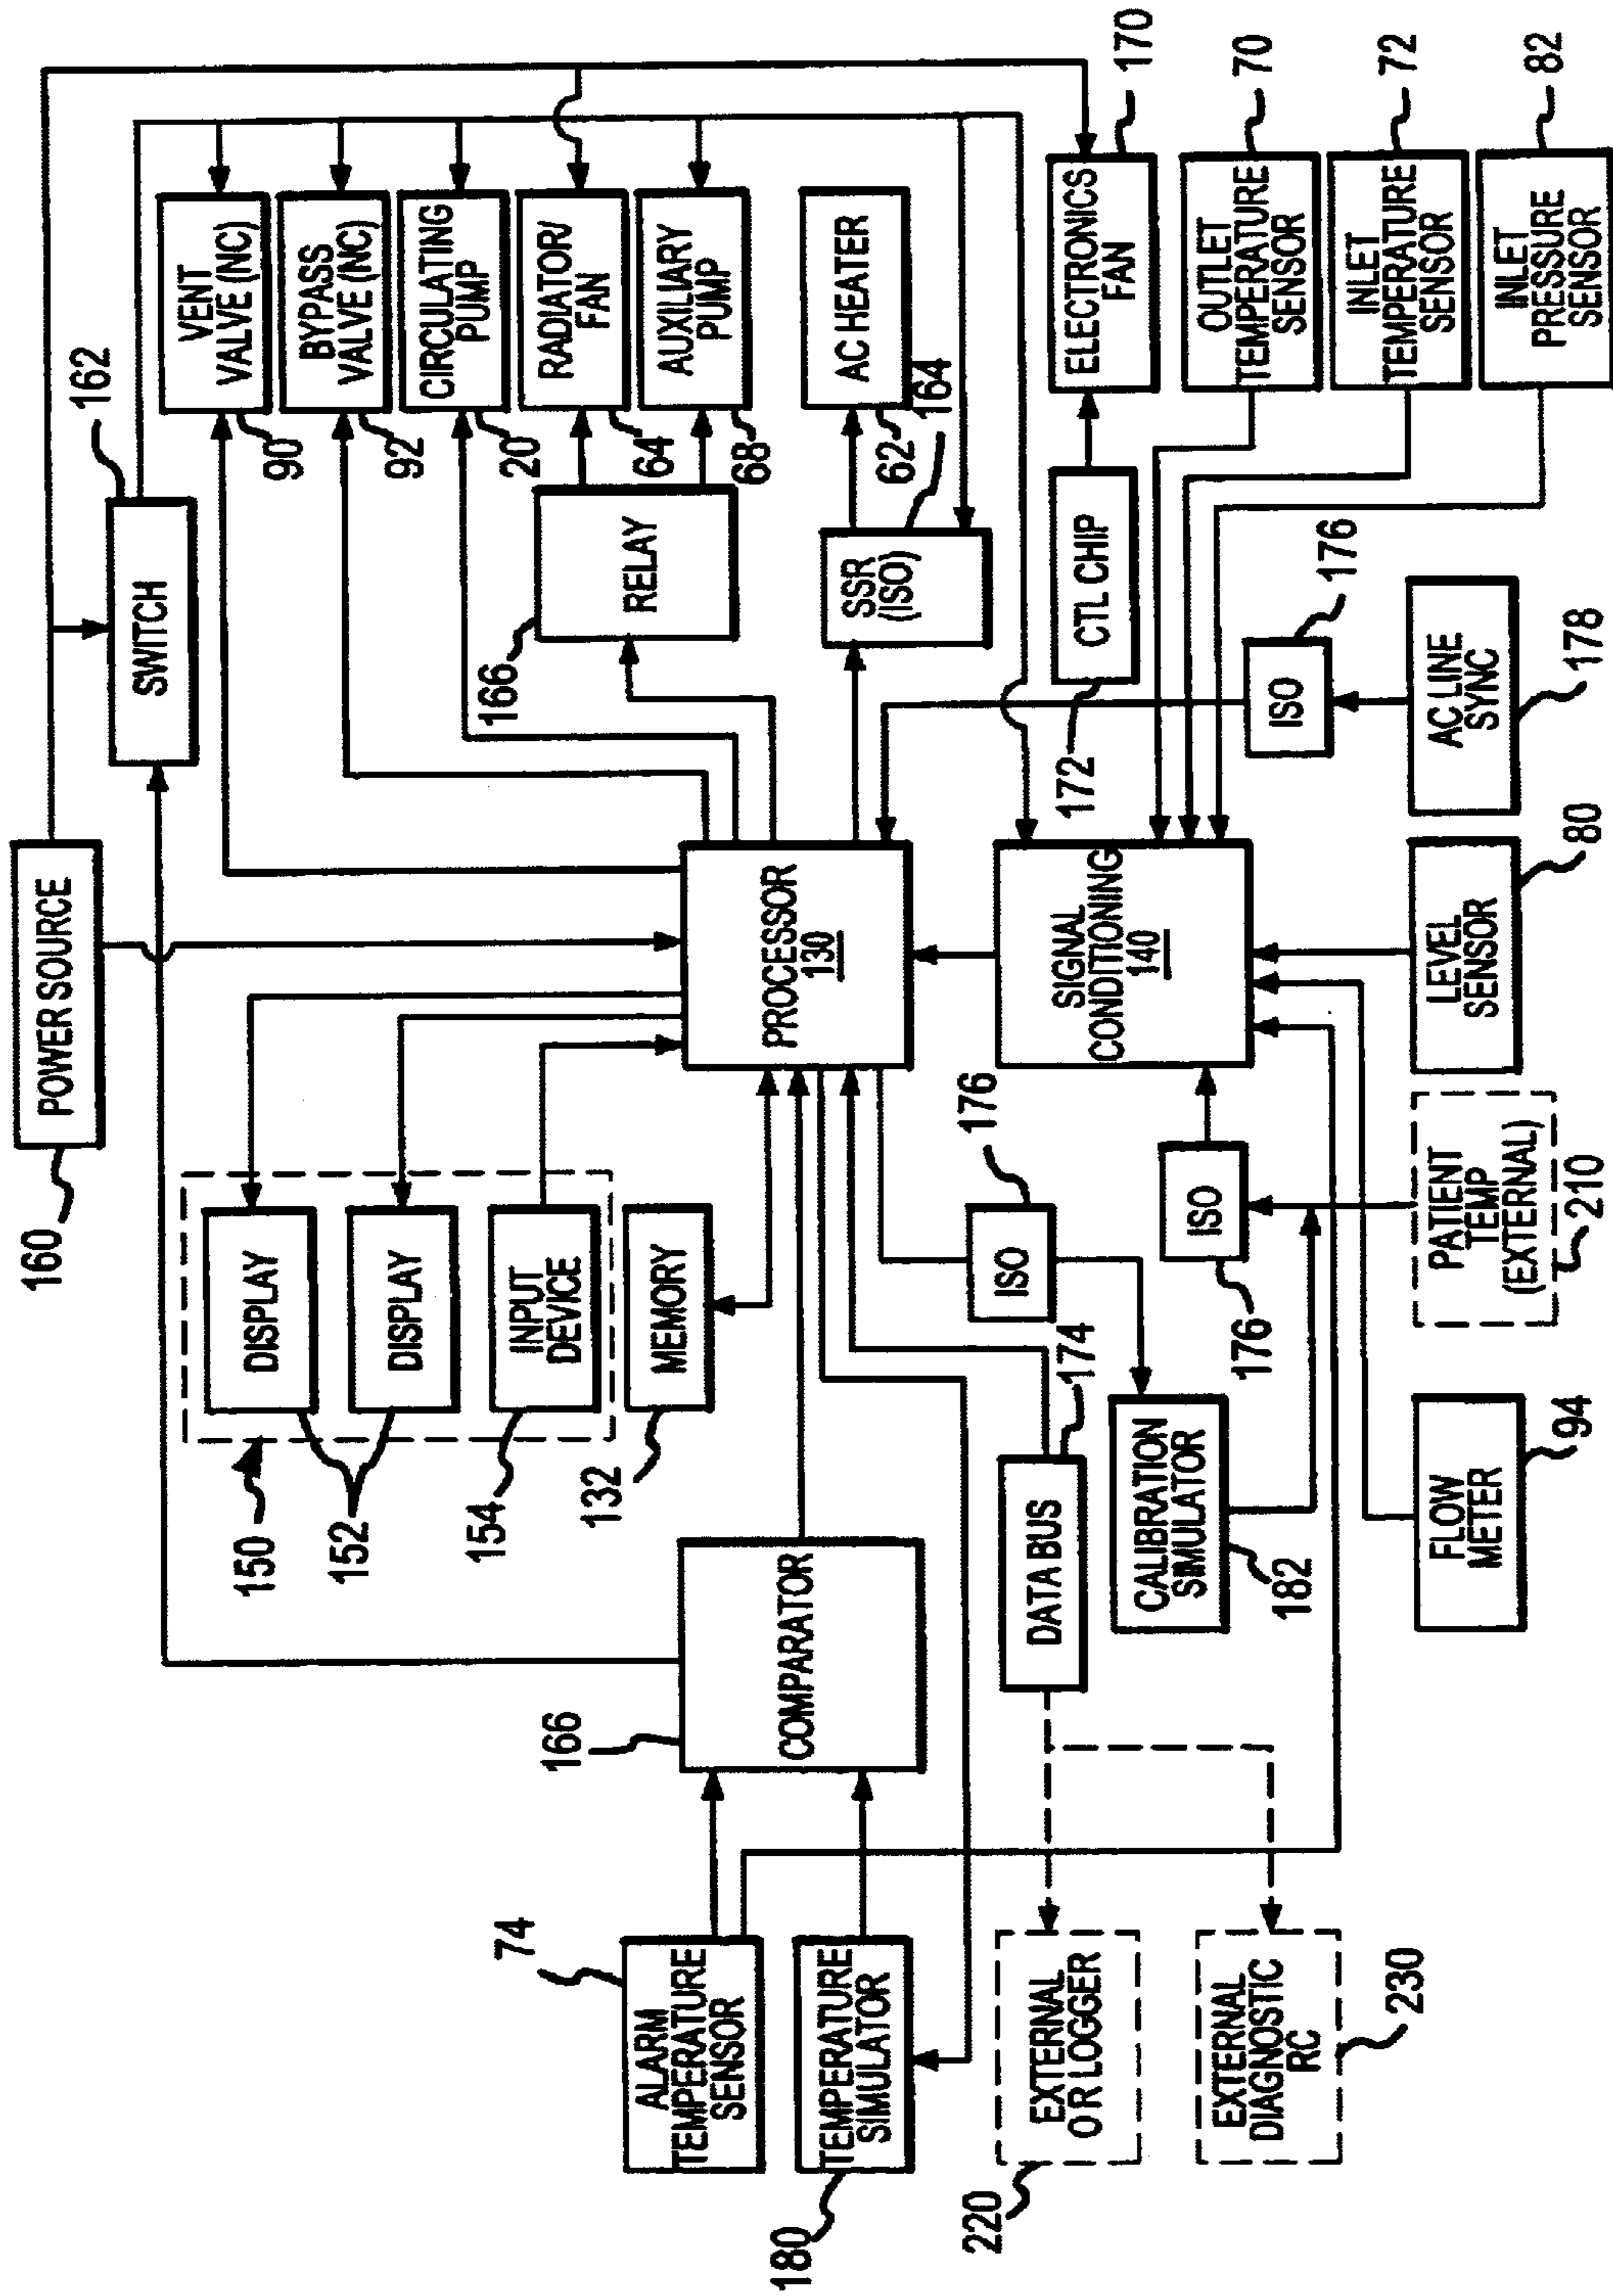 POWER SOURCE
160
SWITCH
162
VENT
VALVE (NC)
90
BYPASS
VALVE (NC)
92
CIRCULATING
PUMP
20
RADIATOR/
FAN
64
AUXILIARY
PUMP
68
RELAY
166
AC HEATER
62
SSR
(ISO)
164
ELECTRONICS
FAN
170
CTL CHIP
172
OUTLET
TEMPERATURE
SENSOR
70
INLET
TEMPERATURE
SENSOR
72
INLET
PRESSURE
SENSOR
82
ISO
176
AC LINE
SYNC
178
PROCESSOR
130
SIGNAL
CONDITIONING
140
LEVEL
SENSOR
80
DISPLAY
DISPLAY
152
INPUT
DEVICE
154
150
MEMORY
132
ISO
176
ISO
176
PATIENT
TEMP
(EXTERNAL)
210
COMPARATOR
166
DATA BUS
174
CALIBRATION
SIMULATOR
182
FLOW
METER
94
ALARM
TEMPERATURE
SENSOR
74
TEMPERATURE
SIMULATOR
180
EXTERNAL
O R LOGGER
220
EXTERNAL
DIAGNOSTIC
RC
230